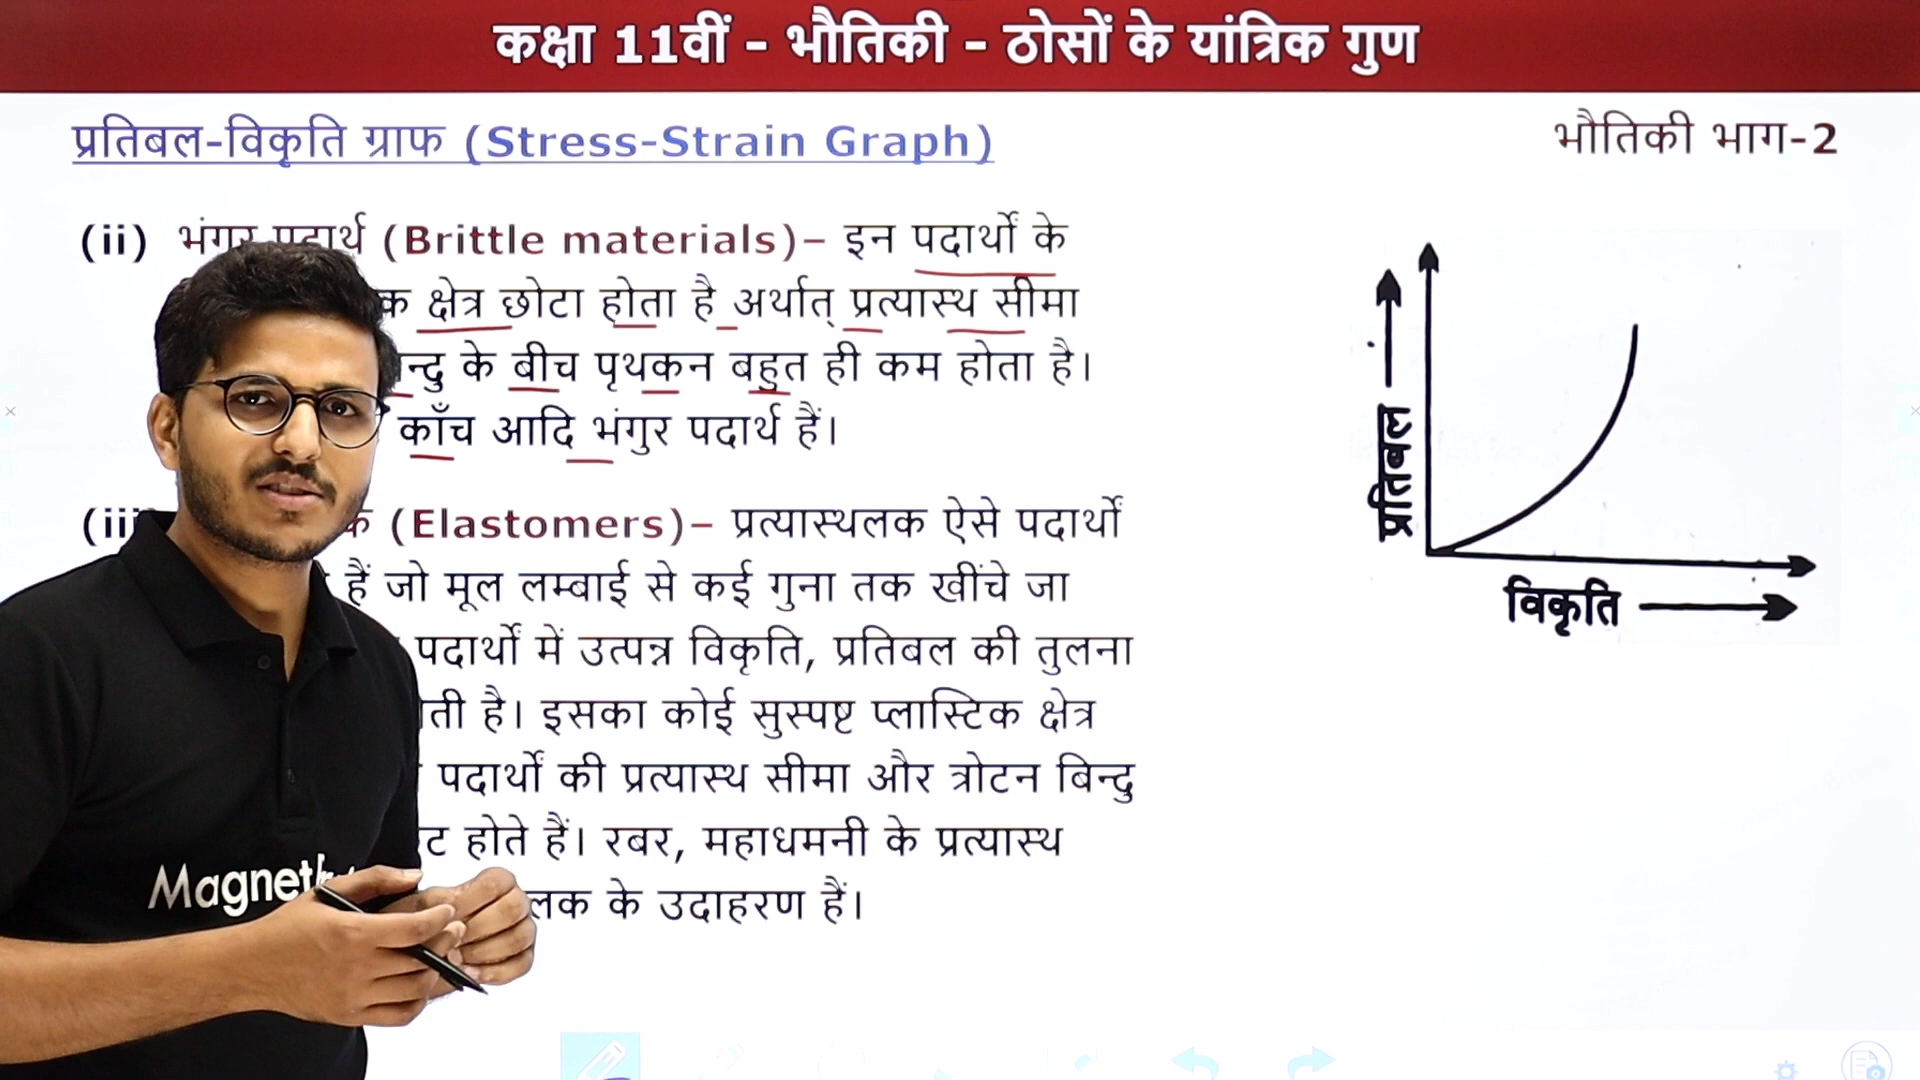 कक्षा 11वीं - भौतिकी - ठोसों के यांत्रिक गुण
प्रतिबल-विकृति ग्राफ (Stress-Strain Graph)
भौतिकी भाग-2
(ii) भंगुर पदार्थ (Brittle materials)– इन पदार्थों के
क्षेत्र छोटा होता है अर्थात् प्रत्यास्थ सीमा
के बीच पृथकन बहुत ही कम होता है।
काँच आदि भंगुर पदार्थ हैं।
(Elastomers)– प्रत्यास्थलक ऐसे पदार्थों
हैं जो मूल लम्बाई से कई गुना तक खींचे जा
पदार्थों में उत्पन्न विकृति, प्रतिबल की तुलना
है। इसका कोई सुस्पष्ट प्लास्टिक क्षेत्र
पदार्थों की प्रत्यास्थ सीमा और त्रोटन बिन्दु
होते हैं। रबर, महाधमनी के प्रत्यास्थ
के उदाहरण हैं।
प्रतिबल
विकृति